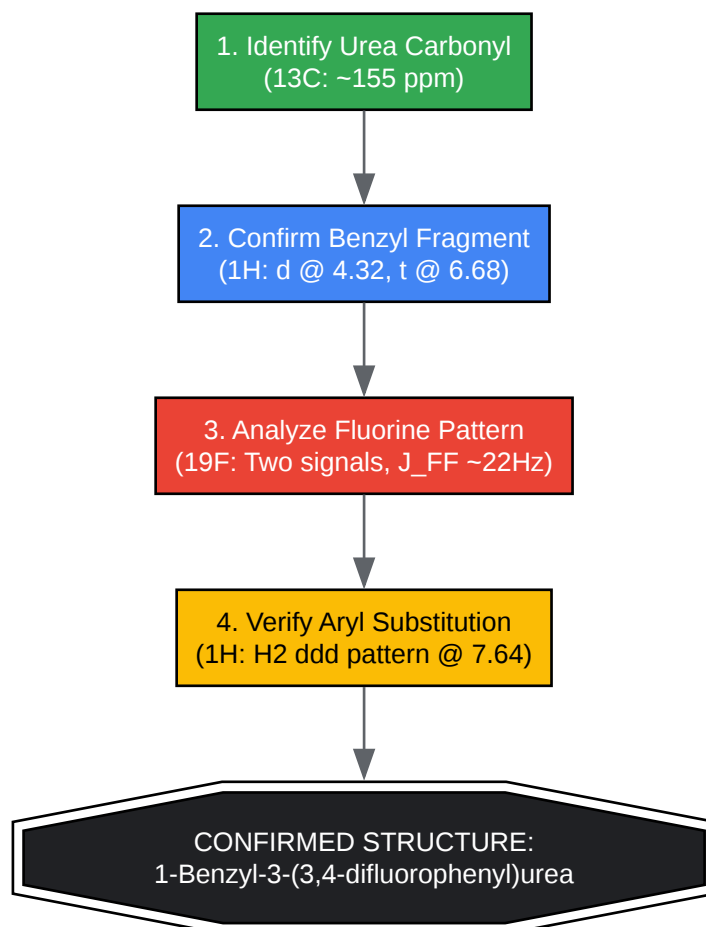 1. Identify Urea Carbonyl
(13C: ~155 ppm)
2. Confirm Benzyl Fragment
(1H: d @ 4.32, t @ 6.68)
3. Analyze Fluorine Pattern
(19F: Two signals, J_FF ~22Hz)
4. Verify Aryl Substitution
(1H: H2 ddd pattern @ 7.64)
CONFIRMED STRUCTURE:
1-Benzyl-3-(3,4-difluorophenyl)urea